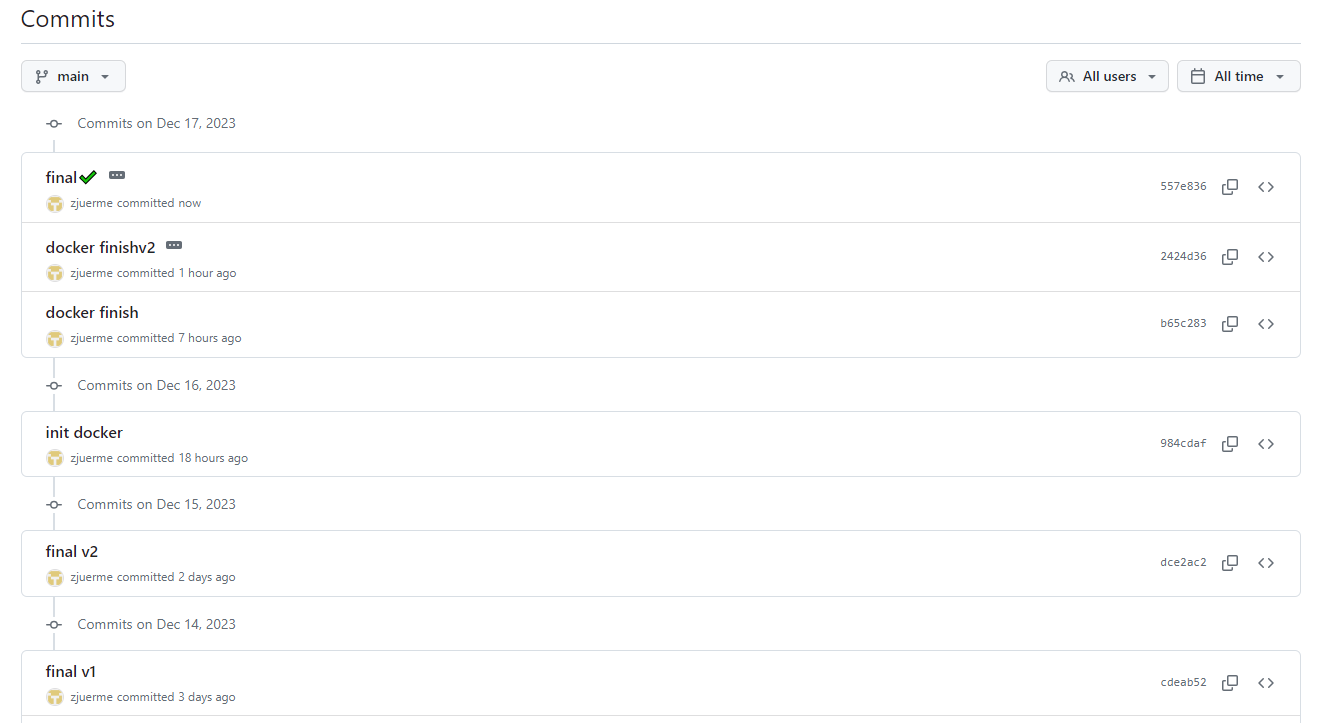 Commits
main
All users
All time
Commits on Dec 17, 2023
final✔
zjuerme committed now
557e836
docker finishv2
zjuerme committed 1 hour ago
2424d36
docker finish
zjuerme committed 7 hours ago
b65c283
Commits on Dec 16, 2023
init docker
zjuerme committed 18 hours ago
984cdaf
Commits on Dec 15, 2023
final v2
zjuerme committed 2 days ago
dce2ac2
Commits on Dec 14, 2023
final v1
zjuerme committed 3 days ago
cdeab52